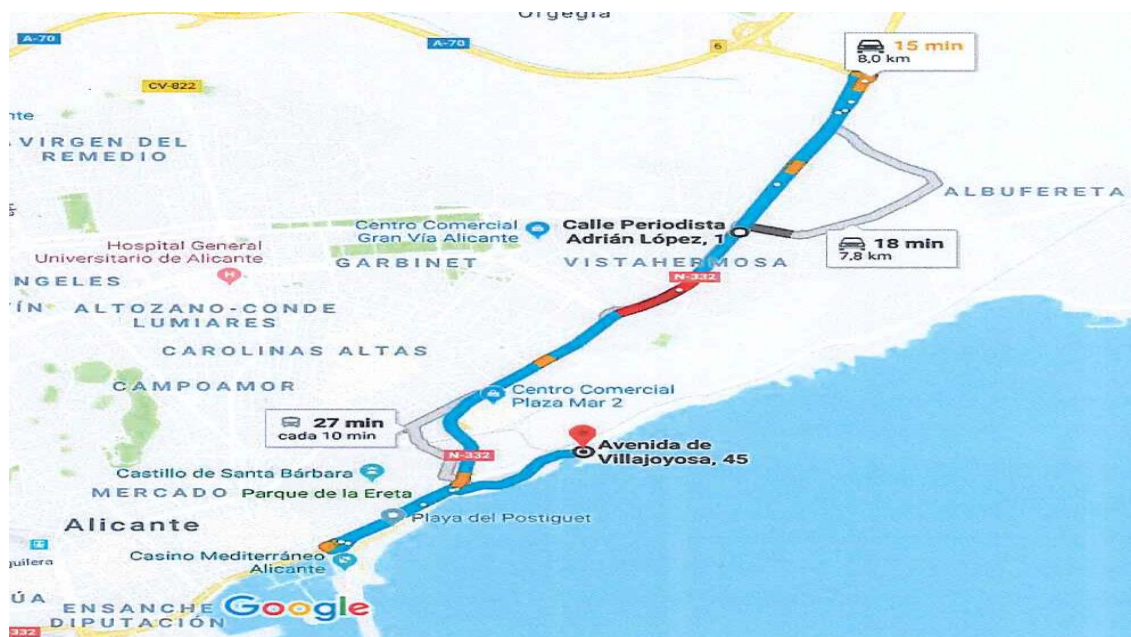 Orgegia
A-70
A-70
6
15 min
8,0 km
CV-822
VIRGEN DEL
REMEDIO
ALBUFERETA
Centro Comercial
Gran Vía Alicante
Calle Periodista
Adrián López, 1
18 min
7,8 km
Hospital General
Universitario de Alicante
H
GARBINET
VISTAHERMOSA
N-332
NGELES
ALTOZANO-CONDE
LUMIARES
CAROLINAS ALTAS
CAMPOAMOR
Centro Comercial
Plaza Mar 2
27 min
cada 10 min
Avenida de
Villajoyosa, 45
N-332
Castillo de Santa Bárbara
MERCADO
Parque de la Ereta
Alicante
Playa del Postiguet
Casino Mediterráneo
Alicante
guilera
ÚA
ENSANCHE
DIPUTACIÓN
Google
332